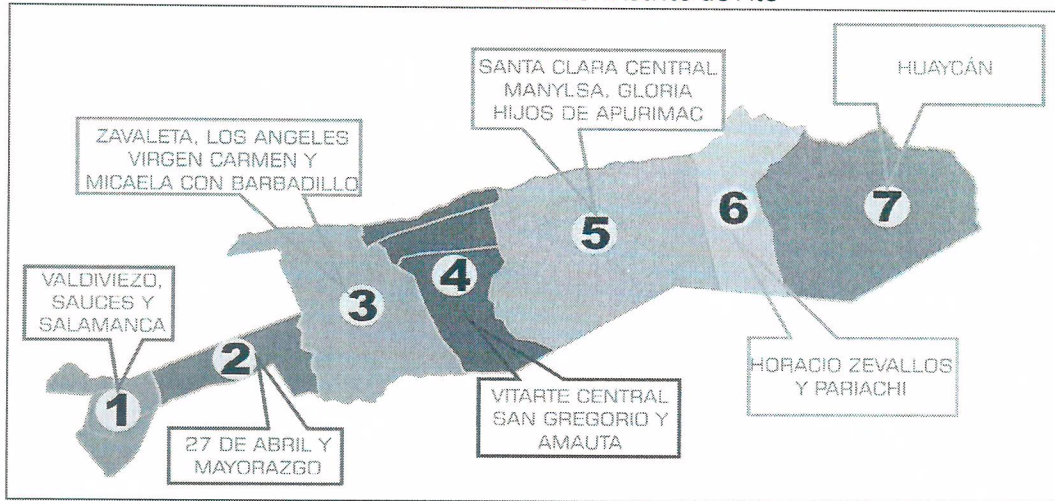 SANTA CLARA CENTRAL
MANYLSA, GLORIA
HIJOS DE APURIMAC
HUAYCÁN
ZAVALETA, LOS ANGELES
VIRGEN CARMEN Y
MICAELA CON BARBADILLO
VALDIVIEZO,
SAUCES Y
SALAMANCA
1
2
3
4
5
6
7
27 DE ABRIL Y
MAYORAZGO
VITARTE CENTRAL
SAN GREGORIO Y
AMAUTA
HORACIO ZEVALLOS
Y PARIACHI